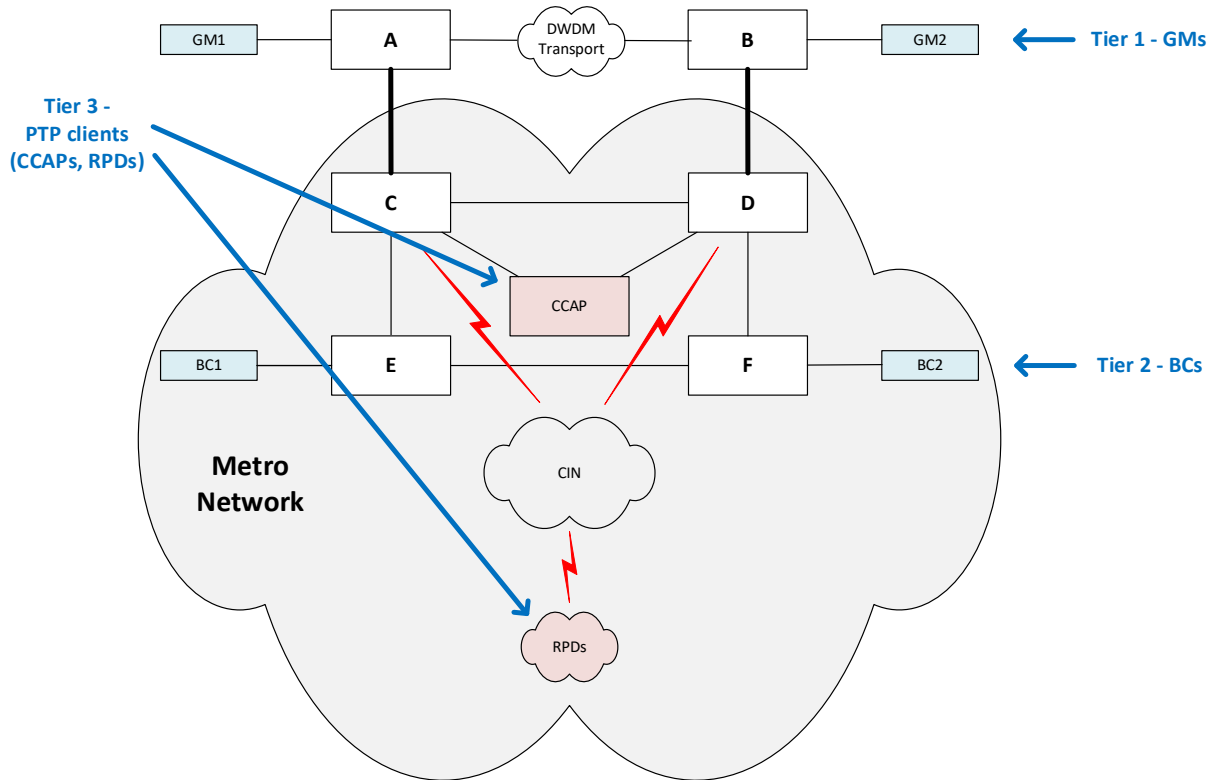 GM1
A
DWDM
Transport
B
GM2
Tier 1 - GMs
Tier 3 -
PTP clients
(CCAPs, RPDs)
C
D
CCAP
BC1
E
F
BC2
Tier 2 - BCs
Metro
Network
CIN
RPDs